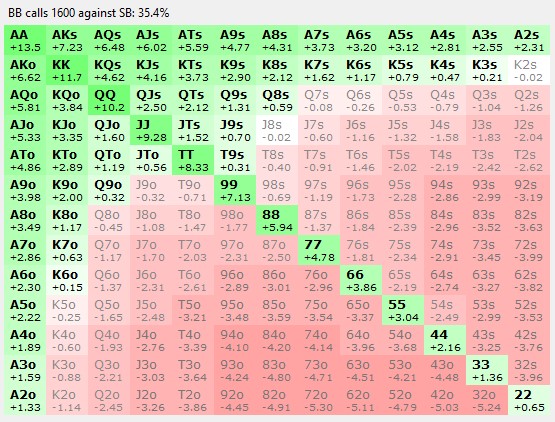 BB calls 1600 against SB: 35.4%
AA AKs AQs AJs ATs A9s A8s A7s A6s A5s A4s A3s A2s
+13.5 +7.23 +6.48 +6.02 +5.59 +4.77 +4.31 +3.73 +3.20 +3.12 +2.81 +2.55 +2.31
AKo KK KQs KJs KTs K9s K8s K7s K6s K5s K4s K3s K2s
+6.62 +11.7 +4.62 +4.16 +3.73 +2.90 +2.12 +1.62 +1.17 +0.79 +0.47 +0.21 -0.02
AQo KQo QQ QJs QTs Q9s Q8s Q7s Q6s Q5s Q4s Q3s Q2s
+5.81 +3.84 +10.2 +2.50 +2.12 +1.31 +0.59 -0.08 -0.26 -0.53 -0.79 -1.04 -1.26
AJo KJo QJo JJ JTs J9s J8s J7s J6s J5s J4s J3s J2s
+5.33 +3.35 +1.60 +9.28 +1.52 +0.70 -0.02 -0.60 -1.16 -1.32 -1.58 -1.83 -2.04
ATo KTo QTo JTo TT T9s T8s T7s T6s T5s T4s T3s T2s
+4.86 +2.89 +1.19 +0.56 +8.33 +0.31 -0.40 -0.91 -1.46 -2.02 -2.19 -2.42 -2.62
A9o K9o Q9o J9o T9o 99 98s 97s 96s 95s 94s 93s 92s
+3.98 +2.00 +0.32 -0.32 -0.71 +7.13 -0.69 -1.19 -1.73 -2.28 -2.86 -2.99 -3.19
A8o K8o Q8o J8o T8o 98o 88 87s 86s 85s 84s 83s 82s
+3.49 +1.17 -0.45 -1.08 -1.47 -1.77 +5.94 -1.37 -1.84 -2.39 -2.96 -3.52 -3.63
A7o K7o Q7o J7o T7o 97o 87o 77 76s 75s 74s 73s 72s
+2.86 +0.63 -1.17 -1.70 -2.03 -2.31 -2.50 +4.78 -1.81 -2.34 -2.91 -3.45 -3.99
A6o K6o Q6o J6o T6o 96o 86o 76o 66 65s 64s 63s 62s
+2.30 +0.15 -1.37 -2.31 -2.61 -2.89 -3.01 -2.96 +3.86 -2.19 -2.74 -3.27 -3.82
A5o K5o Q5o J5o T5o 95o 85o 75o 65o 55 54s 53s 52s
+2.22 -0.25 -1.65 -2.48 -3.21 -3.48 -3.59 -3.54 -3.37 +3.04 -2.49 -2.99 -3.53
A4o K4o Q4o J4o T4o 94o 84o 74o 64o 54o 44 43s 42s
+1.89 -0.60 -1.93 -2.76 -3.39 -4.10 -4.20 -4.14 -3.96 -3.68 +2.16 -3.25 -3.76
A3o K3o Q3o J3o T3o 93o 83o 73o 63o 53o 43o 33 32s
+1.59 -0.88 -2.21 -3.03 -3.64 -4.24 -4.80 -4.71 -4.51 -4.21 -4.48 +1.36 -3.96
A2o K2o Q2o J2o T2o 92o 82o 72o 62o 52o 42o 32o 22
+1.33 -1.14 -2.45 -3.26 -3.86 -4.45 -4.91 -5.30 -5.11 -4.79 -5.03 -5.24 +0.65